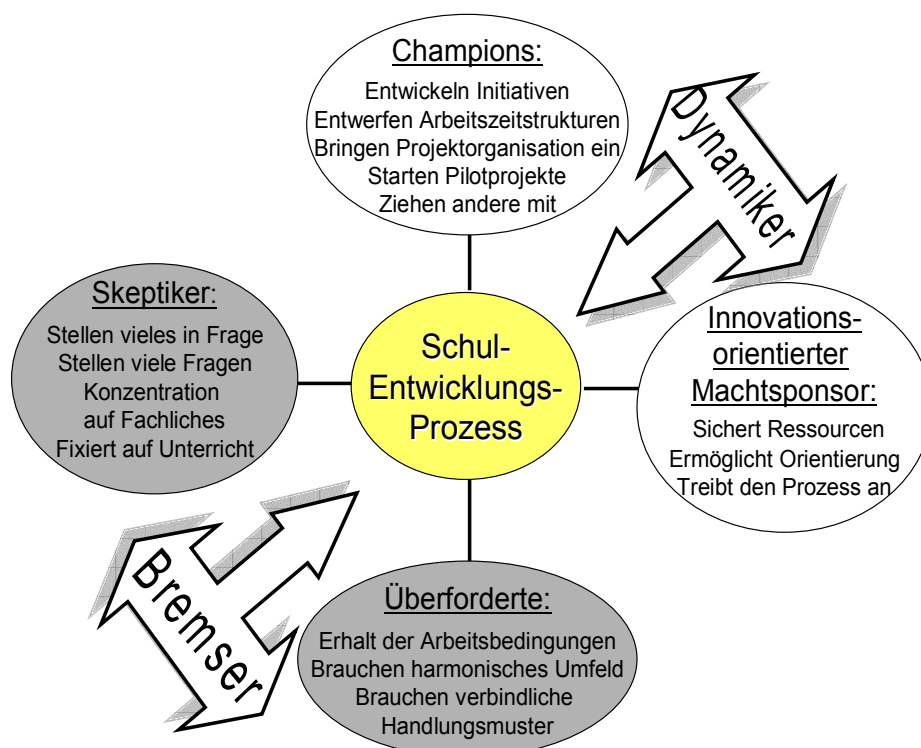 Champions:
Entwickeln Initiativen
Entwerfen Arbeitszeitstrukturen
Bringen Projektorganisation ein
Starten Pilotprojekte
Ziehen andere mit
Dynamiker
Skeptiker:
Stellen vieles in Frage
Stellen viele Fragen
Konzentration
auf Fachliches
Fixiert auf Unterricht
Schul-
Entwicklungs-
Prozess
Innovations-
orientierter
Machtsponsor:
Sichert Ressourcen
Ermöglicht Orientierung
Treibt den Prozess an
Bremser
Überforderte:
Erhalt der Arbeitsbedingungen
Brauchen harmonisches Umfeld
Brauchen verbindliche
Handlungsmuster